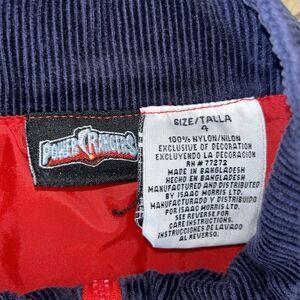 POWER RANGERS
SIZE/TALLA
4
100% NYLON/NILON
EXCLUSIVE OF DECORATION
EXCLUYENDO LA DECORACION
RN# 77272
MADE IN BANGLADESH
HECHO EN BANGLADESH
MANUFACTURED AND DISTRIBUTED
BY ISAAC MORRIS LTD.
MANUFACTURADO Y DISTRIBUIDO
POR ISAAC MORRIS LTD.
SEE REVERSE FOR
CARE INSTRUCTIONS.
INSTRUCCIONES DE LAVADO
AL REVERSO.